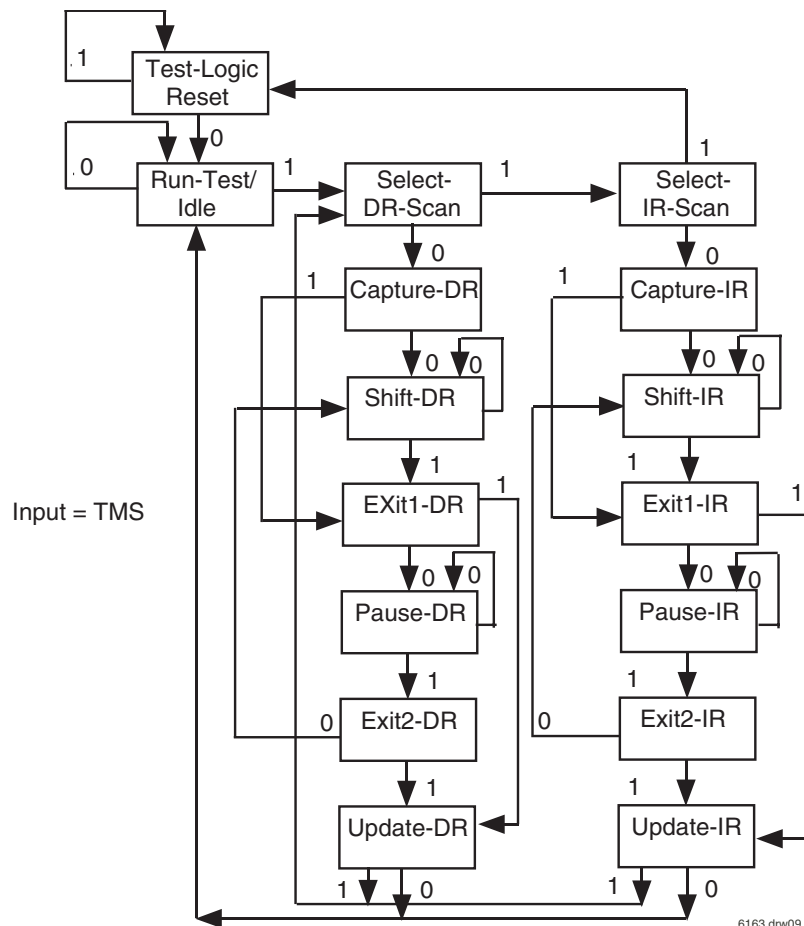 .1
Test-Logic
Reset
0
1
.0
Run-Test/
Idle
1
Select-
DR-Scan
1
Select-
IR-Scan
0
0
1
Capture-DR
1
Capture-IR
0
0
0
0
Shift-DR
Shift-IR
1
1
Input = TMS
EXit1-DR
1
Exit1-IR
1
0
0
0
0
Pause-DR
Pause-IR
1
1
0
Exit2-DR
0
Exit2-IR
1
1
Update-DR
Update-IR
1
0
1
0
6163 drw09